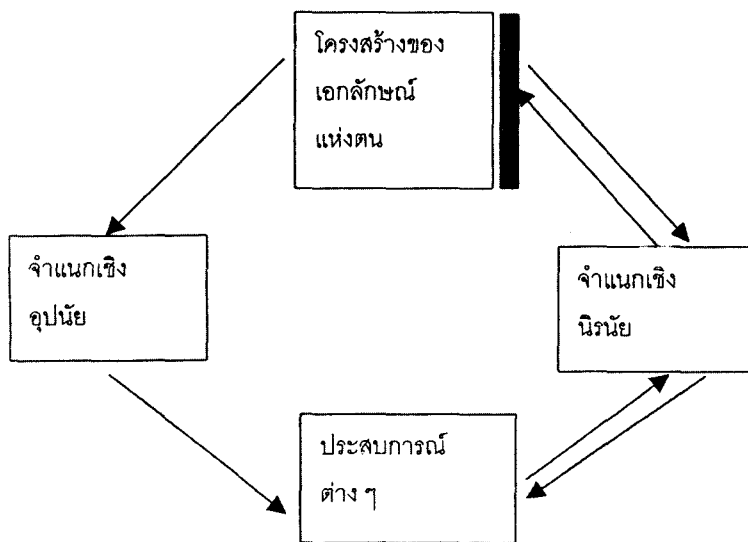 โครงสร้างของ
เอกลักษณ์
แห่งตน
จำแนกเชิง
อุปนัย
จำแนกเชิง
นิรนัย
ประสบการณ์
ต่าง ๆ